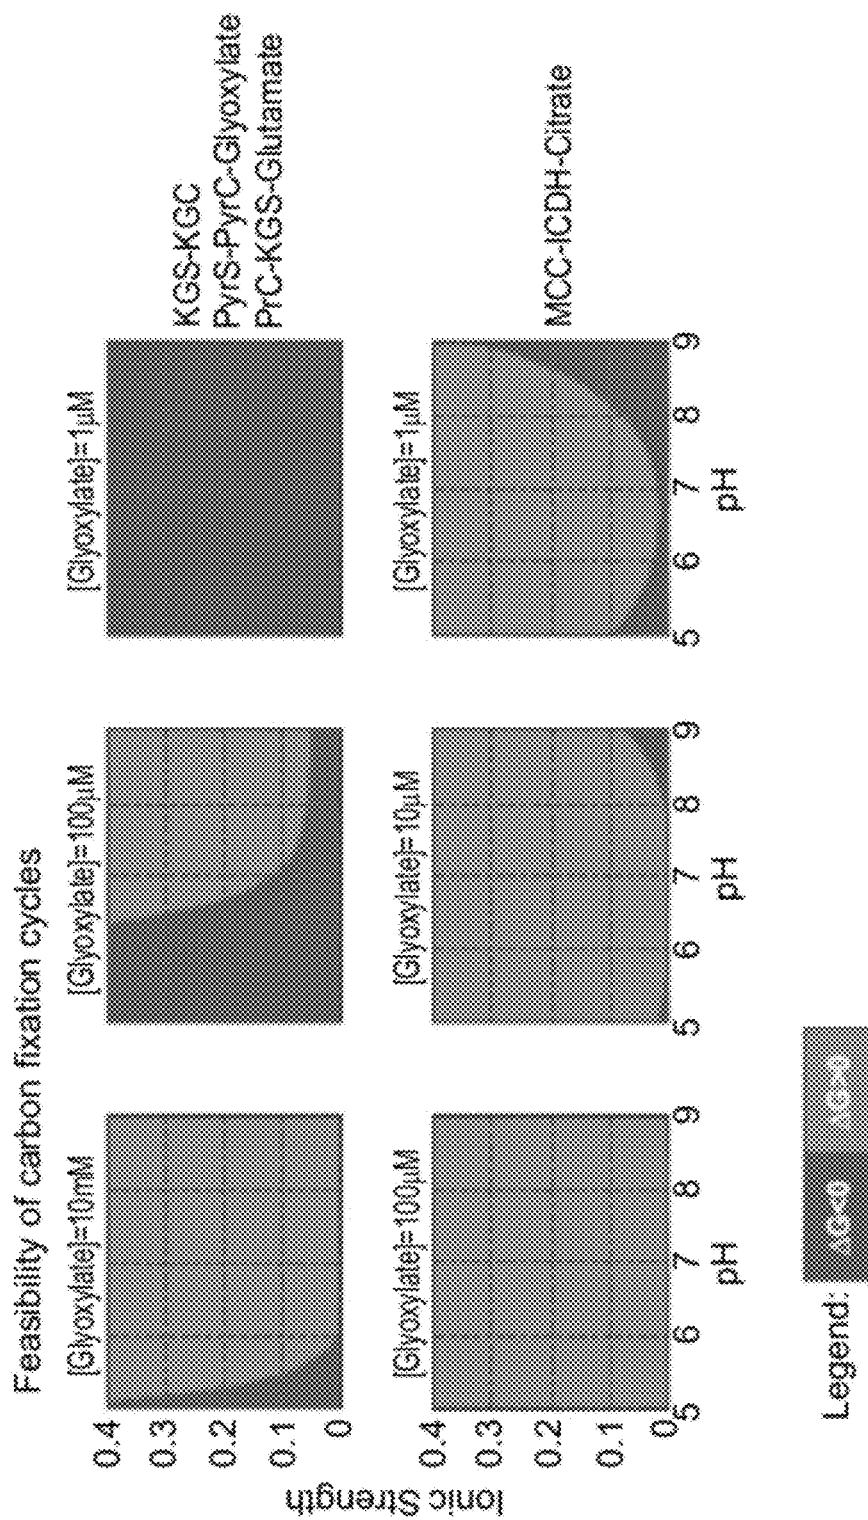 Feasibility of carbon fixation cycles
[Glyoxylate]=10mM
[Glyoxylate]=100µM
[Glyoxylate]=1µM
KGS-KGC
PyrS-PyrC-Glyoxylate
PrC-KGS-Glutamate
0.4
0.3
0.2
0.1
0
Ionic Strength
[Glyoxylate]=100µM
[Glyoxylate]=10µM
[Glyoxylate]=1µM
MCC-ICDH-Citrate
0.4
0.3
0.2
0.1
0
5 6 7 8 9
5 6 7 8 9
5 6 7 8 9
pH
pH
pH
Legend:
ΔG<0
ΔG>0